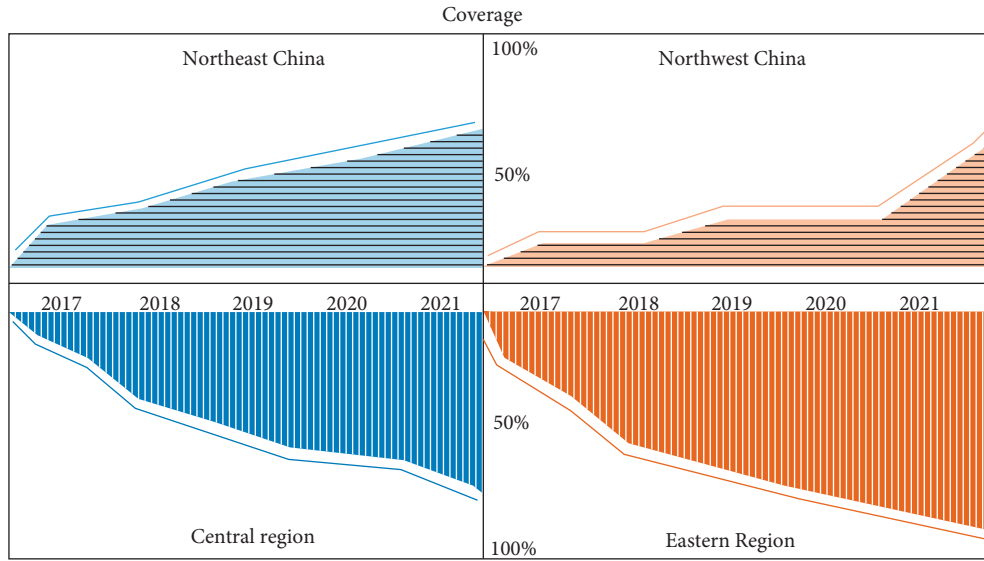 Coverage
Northeast China
100%
Northwest China
50%
2017 2018 2019 2020 2021
2017 2018 2019 2020 2021
50%
Central region
Eastern Region
100%